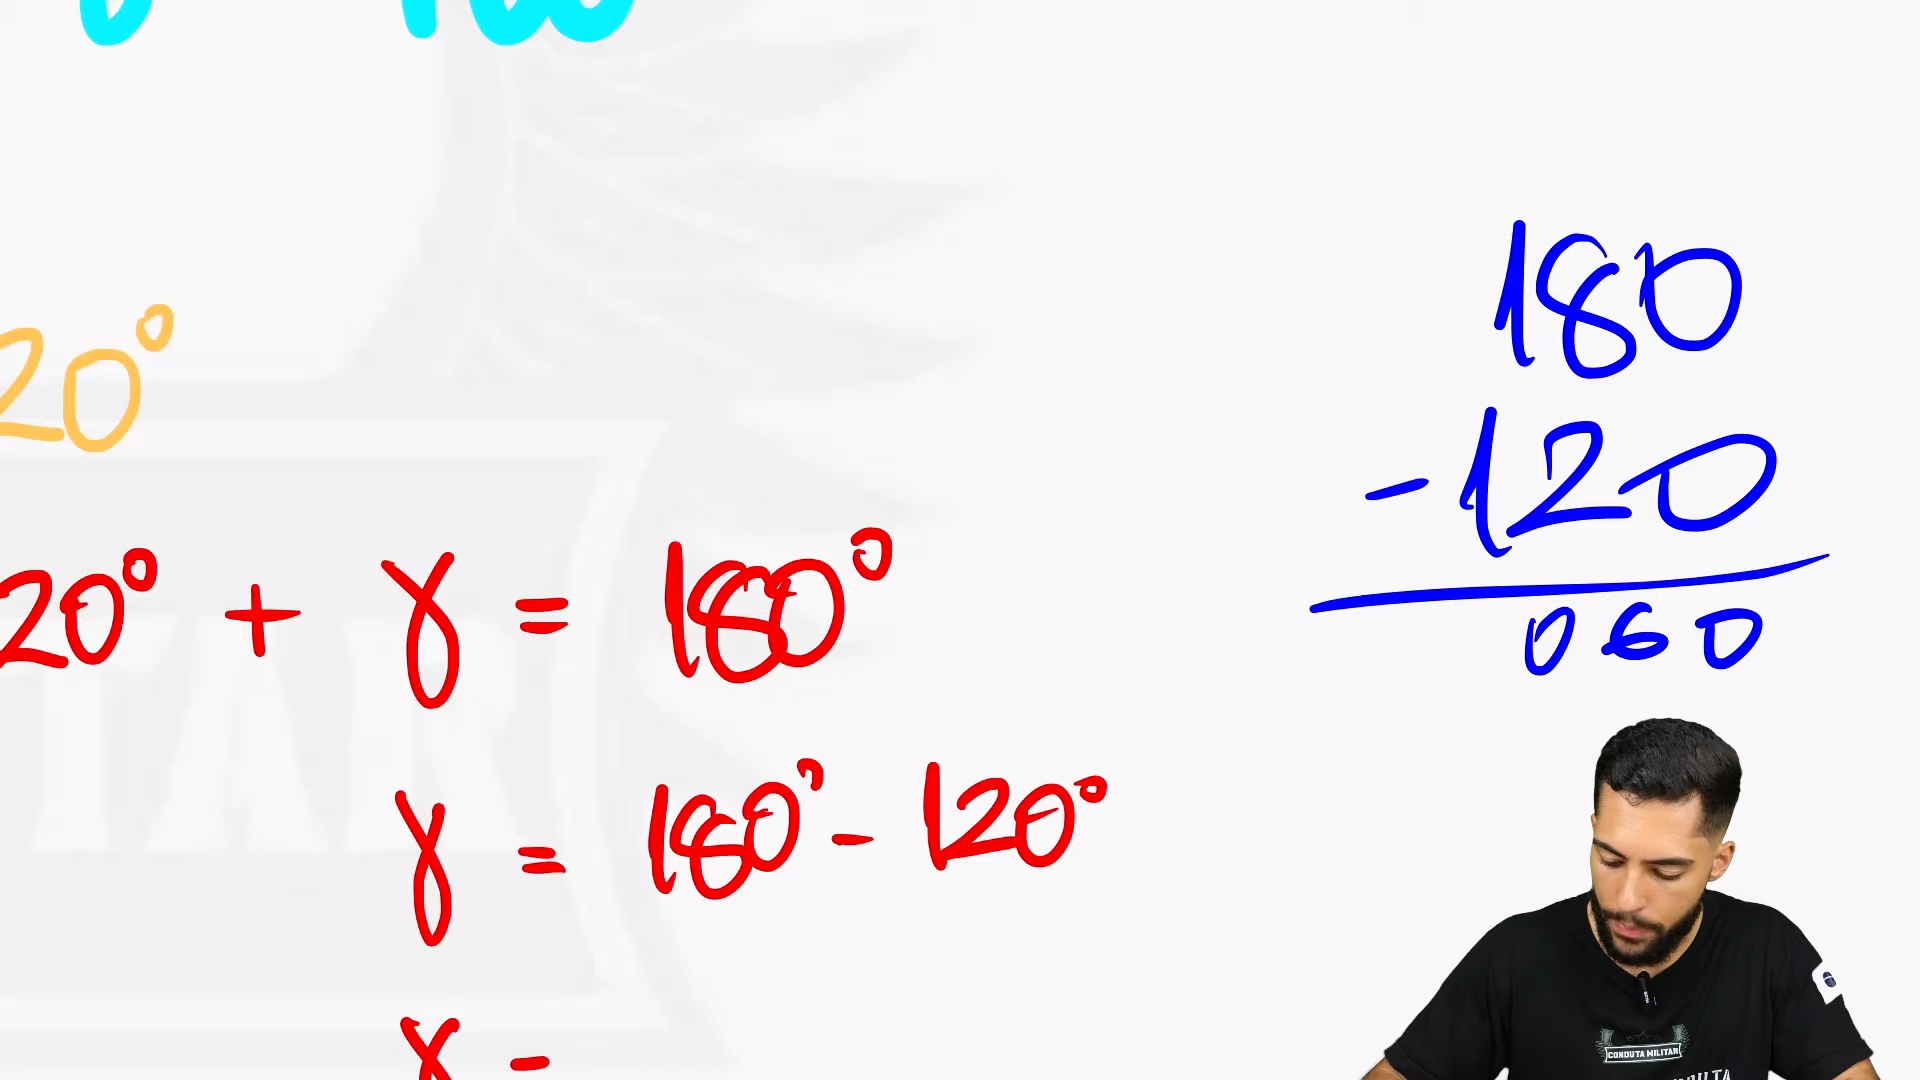 180
20°
- 120
20° + γ = 180°
060
γ = 180° - 120°
γ =
CONDUTA MILITAR